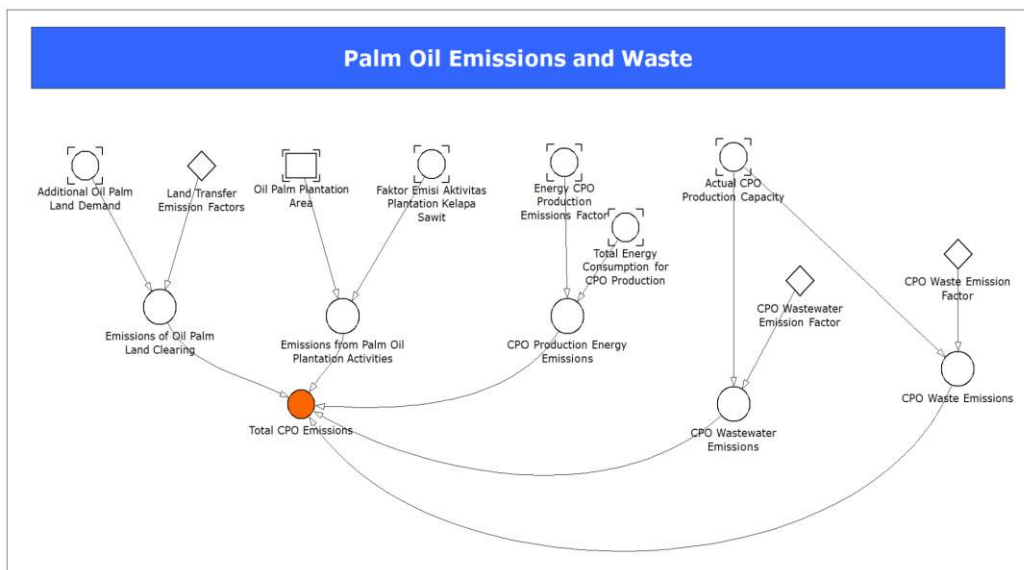 Palm Oil Emissions and Waste
Additional Oil Palm
Land Demand
Land Transfer
Emission Factors
Oil Palm Plantation
Area
Faktor Emisi Aktivitas
Plantation Kelapa
Sawit
Energy CPO
Production
Emissions Factor
Total Energy
Consumption for
CPO Production
Actual CPO
Production Capacity
CPO Wastewater
Emission Factor
CPO Waste Emission
Factor
Emissions of Oil Palm
Land Clearing
Emissions from Palm Oil
Plantation Activities
CPO Production Energy
Emissions
CPO Waste Emissions
Total CPO Emissions
CPO Wastewater
Emissions